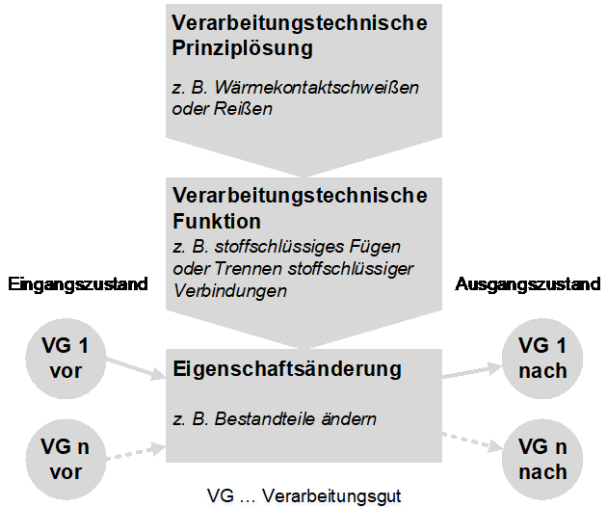 Verarbeitungstechnische
Prinziplösung
z. B. Wärmekontaktschweißen
oder Reißen
Verarbeitungstechnische
Funktion
z. B. stoffschlüssiges Fügen
oder Trennen stoffschlüssiger
Verbindungen
Eingangszustand
Ausgangszustand
VG 1
vor
Eigenschaftsänderung
VG 1
nach
z. B. Bestandteile ändern
VG n
vor
VG n
nach
VG ... Verarbeitungsgut